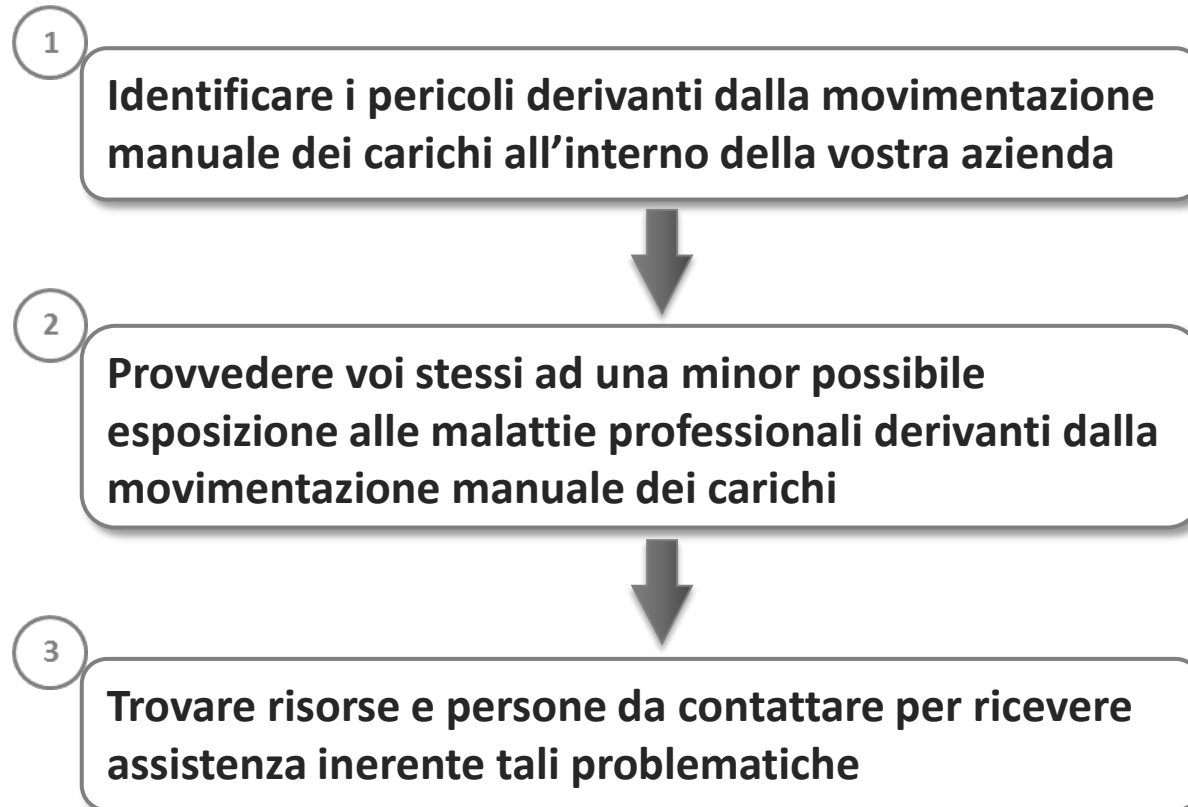 1
Identificare i pericoli derivanti dalla movimentazione
manuale dei carichi all’interno della vostra azienda
2
Provvedere voi stessi ad una minor possibile
esposizione alle malattie professionali derivanti dalla
movimentazione manuale dei carichi
3
Trovare risorse e persone da contattare per ricevere
assistenza inerente tali problematiche